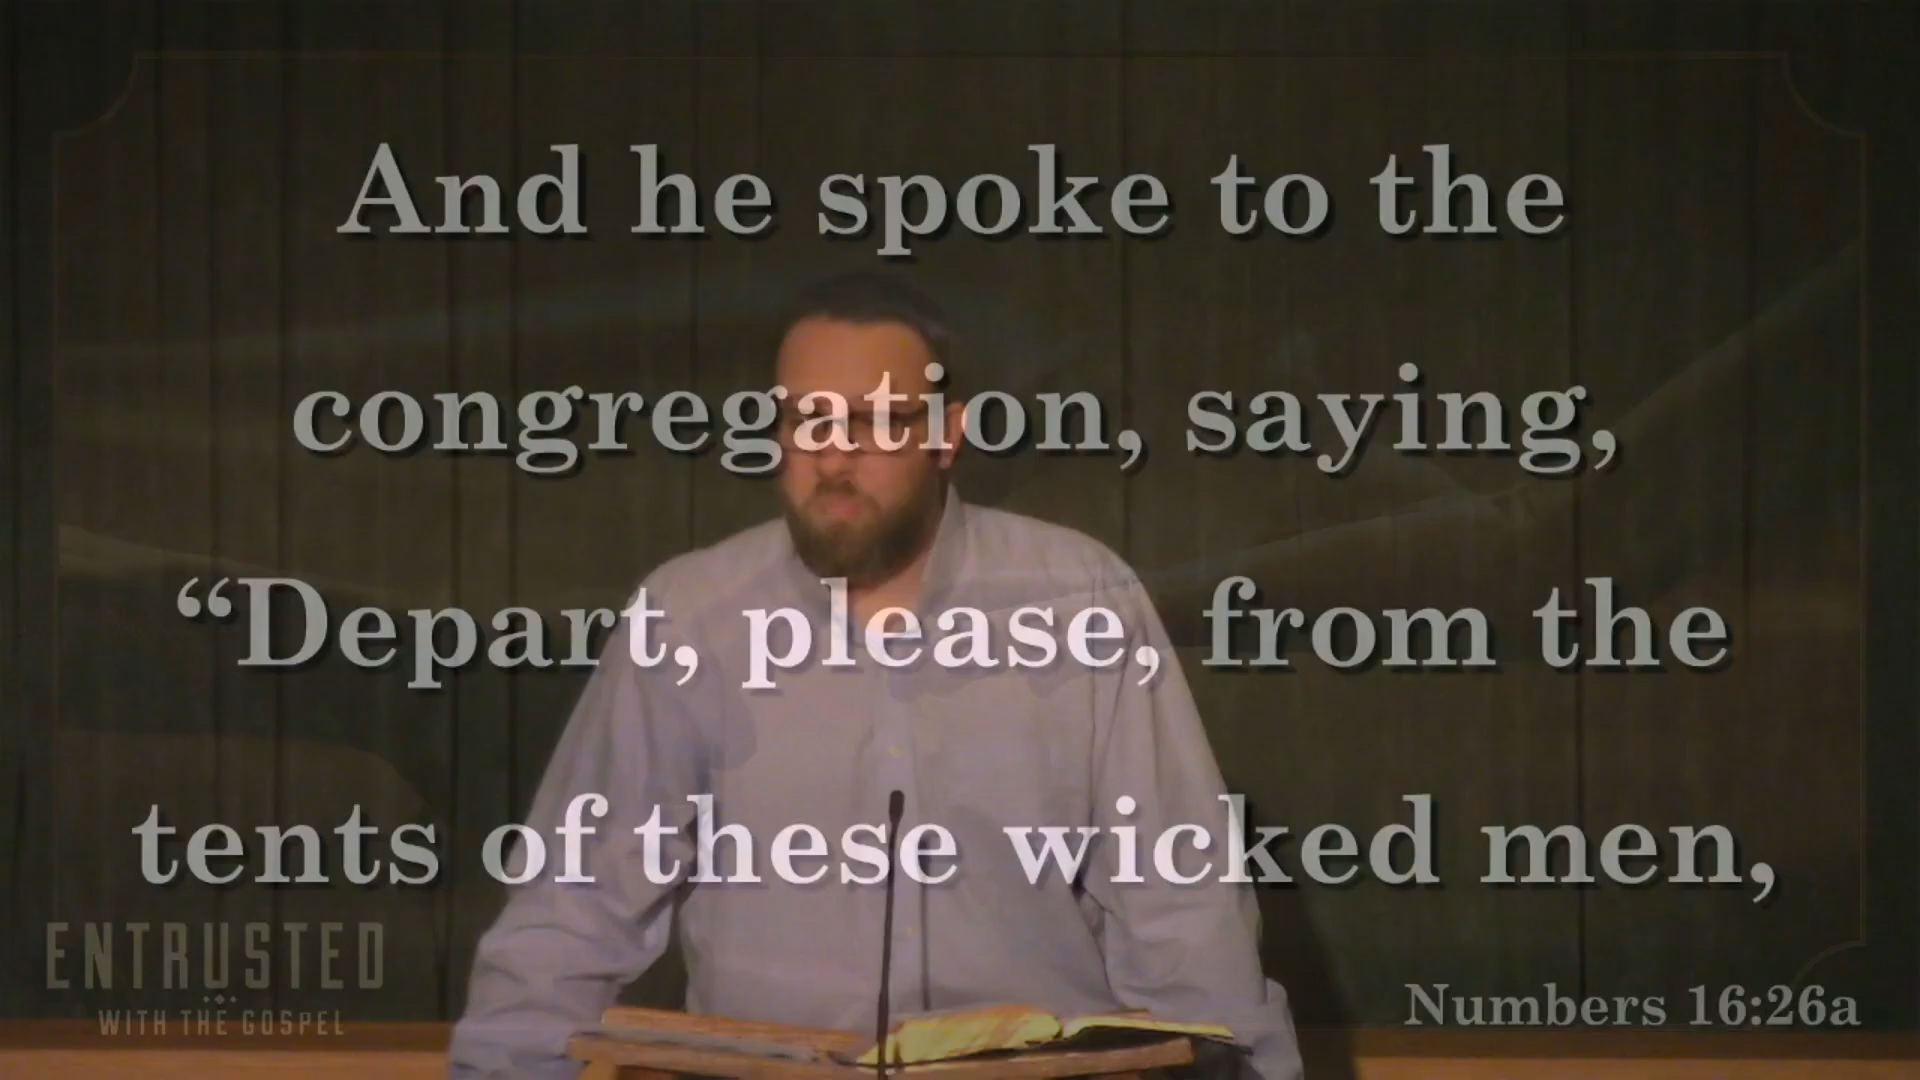 And he spoke to the
congregation, saying,
“Depart, please, from the
tents of these wicked men,
Numbers 16:26a
ENTRUSTED
WITH THE GOSPEL